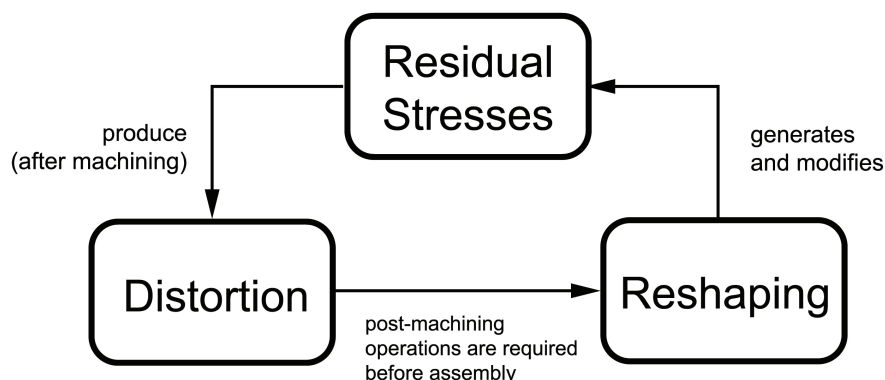 Residual
Stresses
produce
(after machining)
generates
and modifies
Distortion
Reshaping
post-machining
operations are required
before assembly